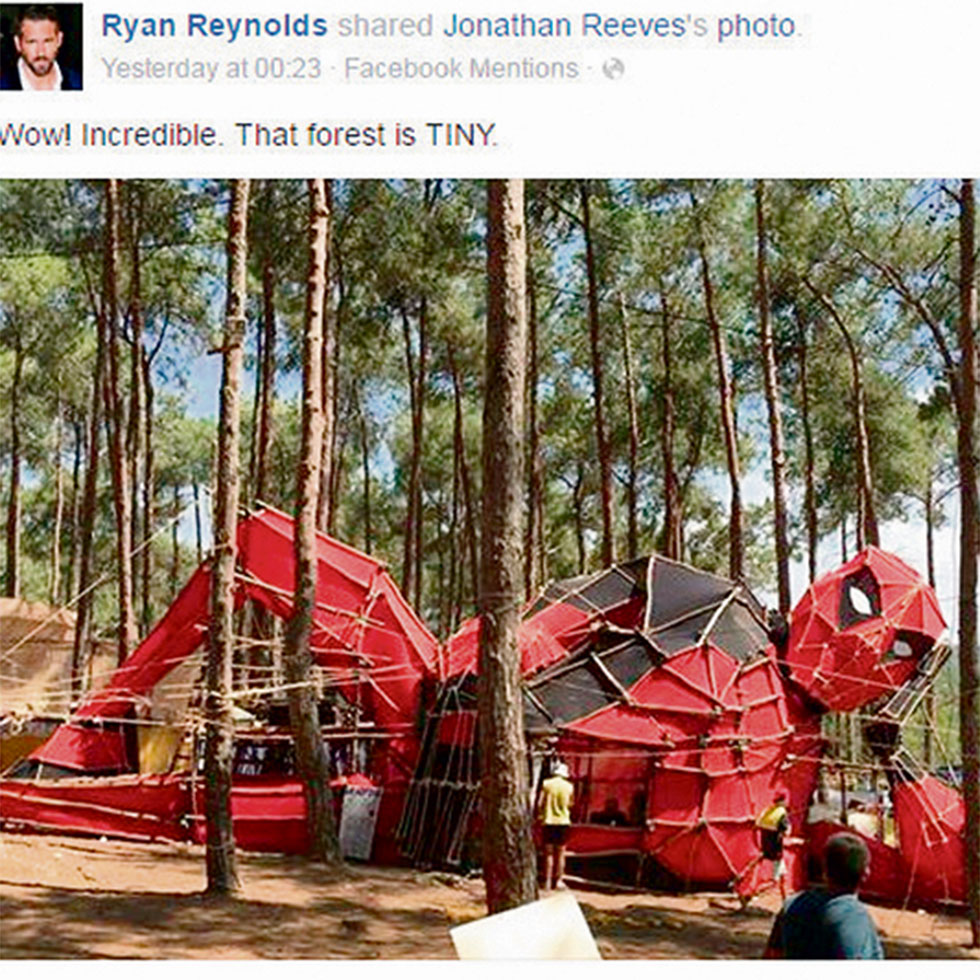 Ryan Reynolds shared Jonathan Reeves's photo.
Yesterday at 00:23 · Facebook Mentions ·
Wow! Incredible. That forest is TINY.